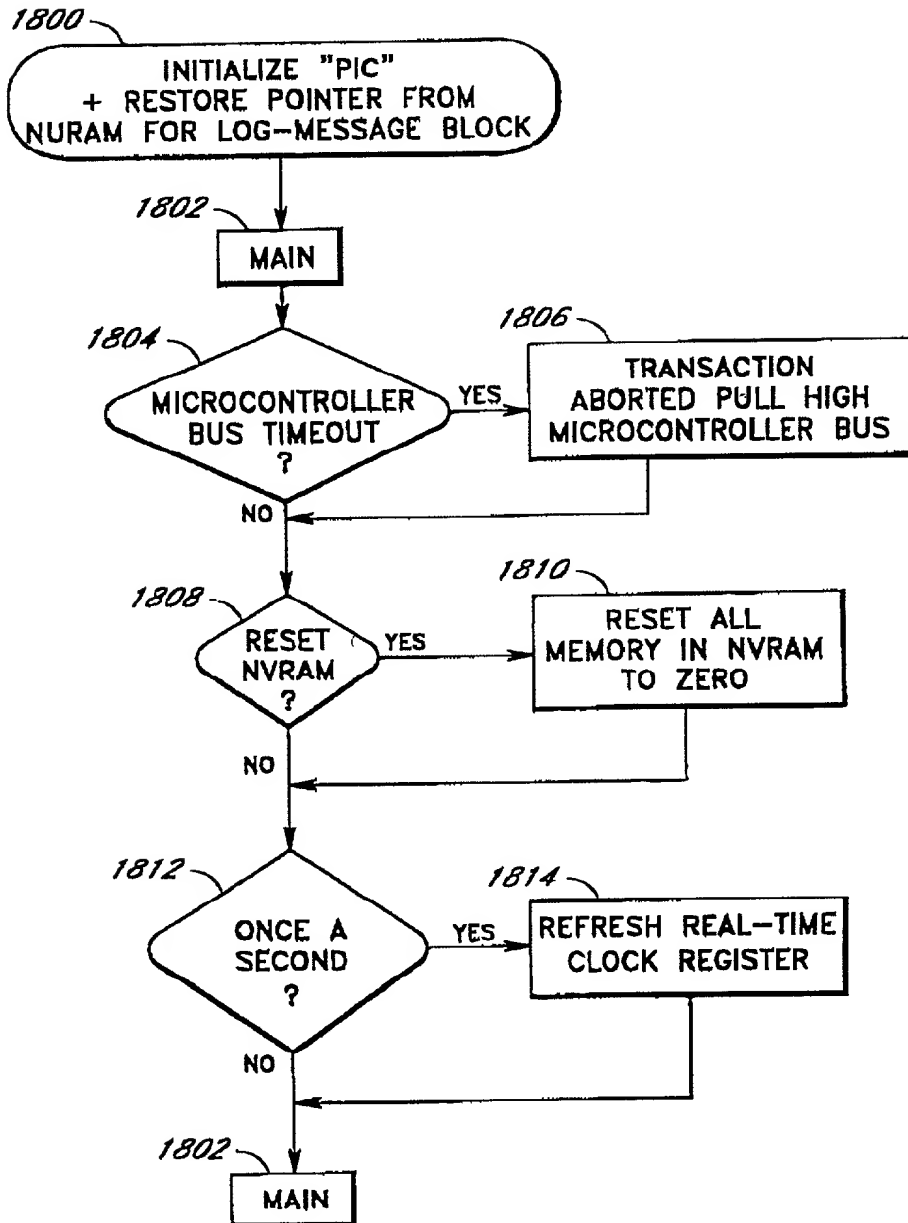 1800
INITIALIZE "PIC"
+ RESTORE POINTER FROM
NURAM FOR LOG-MESSAGE BLOCK
1802
MAIN
1804
MICROCONTROLLER
BUS TIMEOUT
?
YES
1806
TRANSACTION
ABORTED PULL HIGH
MICROCONTROLLER BUS
NO
1808
RESET
NVRAM
?
YES
1810
RESET ALL
MEMORY IN NVRAM
TO ZERO
NO
1812
ONCE A
SECOND
?
YES
1814
REFRESH REAL-TIME
CLOCK REGISTER
NO
1802
MAIN